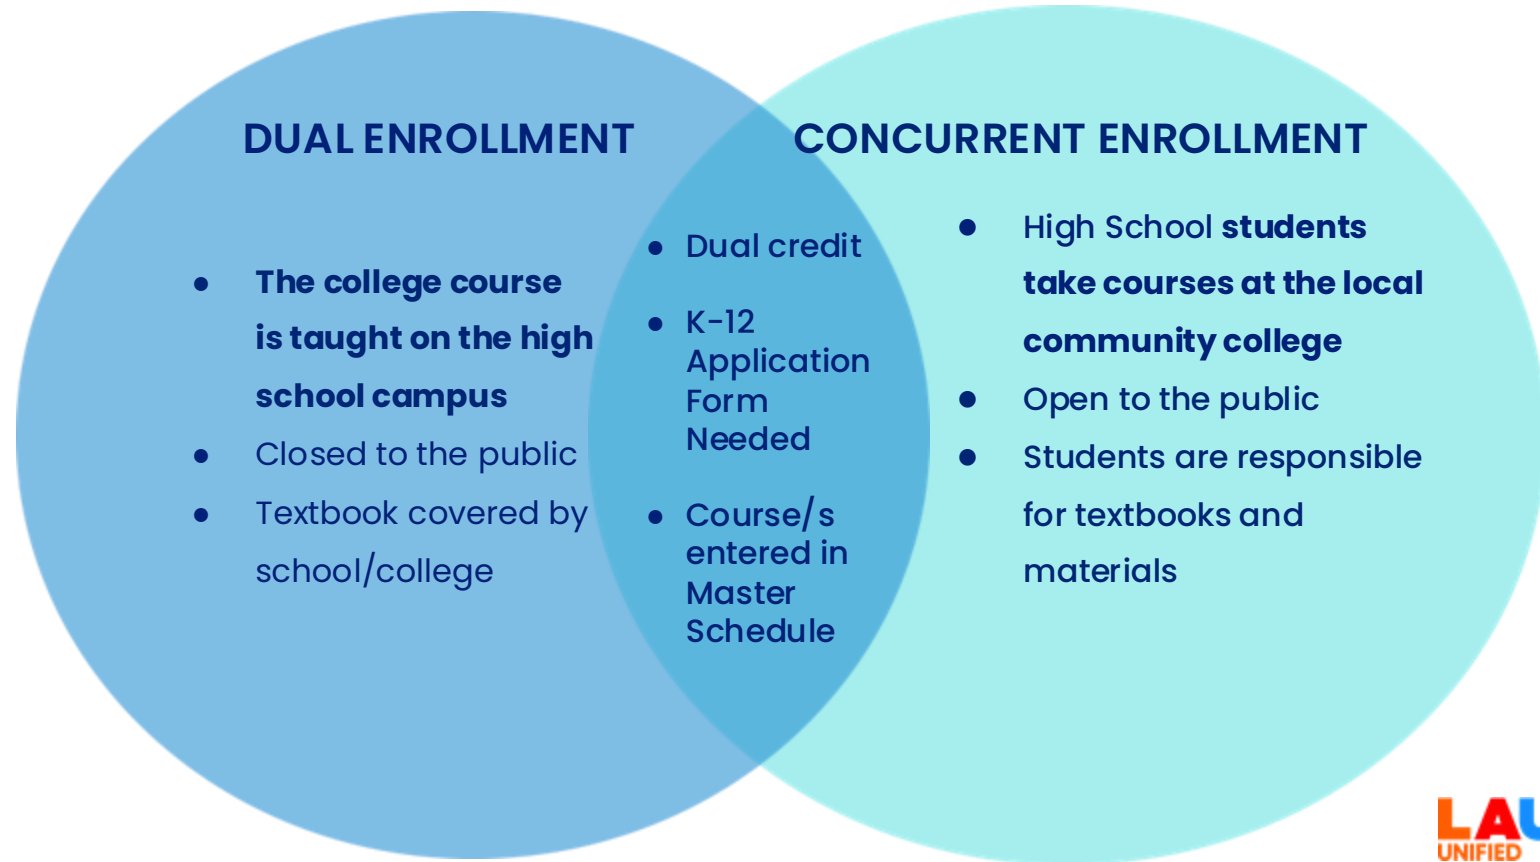 DUAL ENROLLMENT
● The college course
is taught on the high
school campus
● Closed to the public
● Textbook covered by
school/college
● Dual credit
● K-12
Application
Form
Needed
● Course/s
entered in
Master
Schedule
CONCURRENT ENROLLMENT
● High School students
take courses at the local
community college
● Open to the public
● Students are responsible
for textbooks and
materials
LAU
UNIFIED